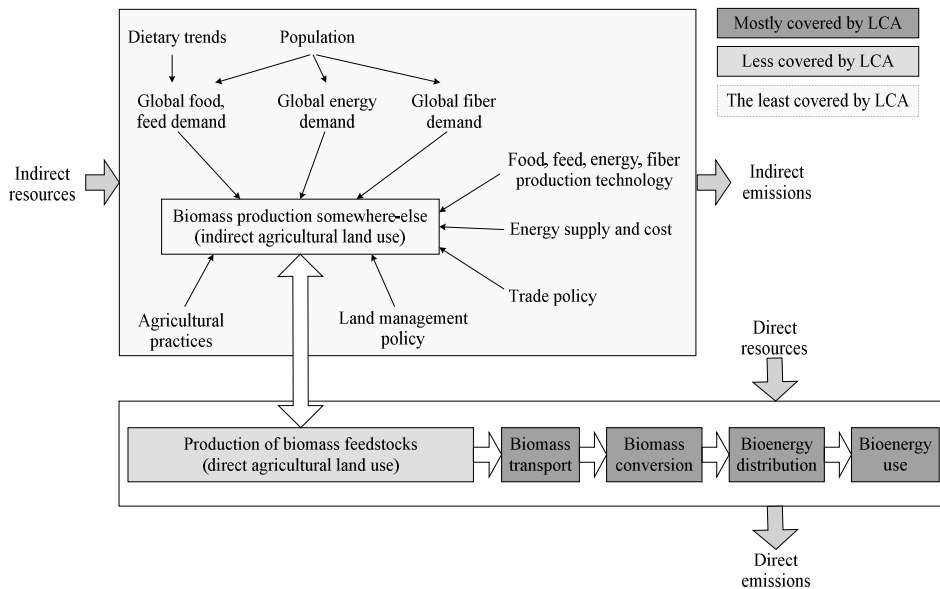 Mostly covered by LCA
Less covered by LCA
The least covered by LCA
Dietary trends
Population
Global food,
feed demand
Global energy
demand
Global fiber
demand
Indirect
resources
Food, feed, energy, fiber
production technology
Indirect
emissions
Biomass production somewhere-else
(indirect agricultural land use)
Energy supply and cost
Trade policy
Agricultural
practices
Land management
policy
Direct
resources
Production of biomass feedstocks
(direct agricultural land use)
Biomass
transport
Biomass
conversion
Bioenergy
distribution
Bioenergy
use
Direct
emissions